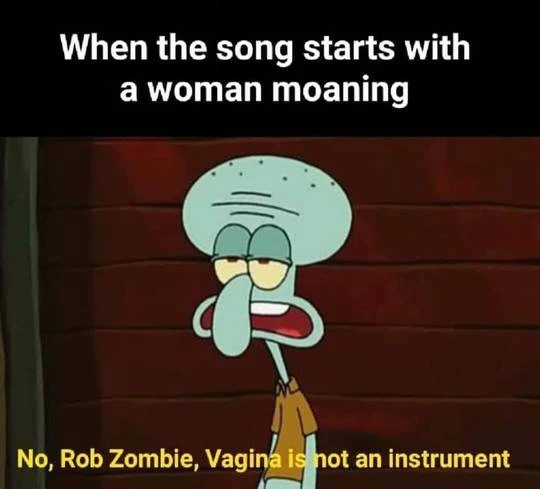 When the song starts with
a woman moaning
No, Rob Zombie, Vagina is not an instrument